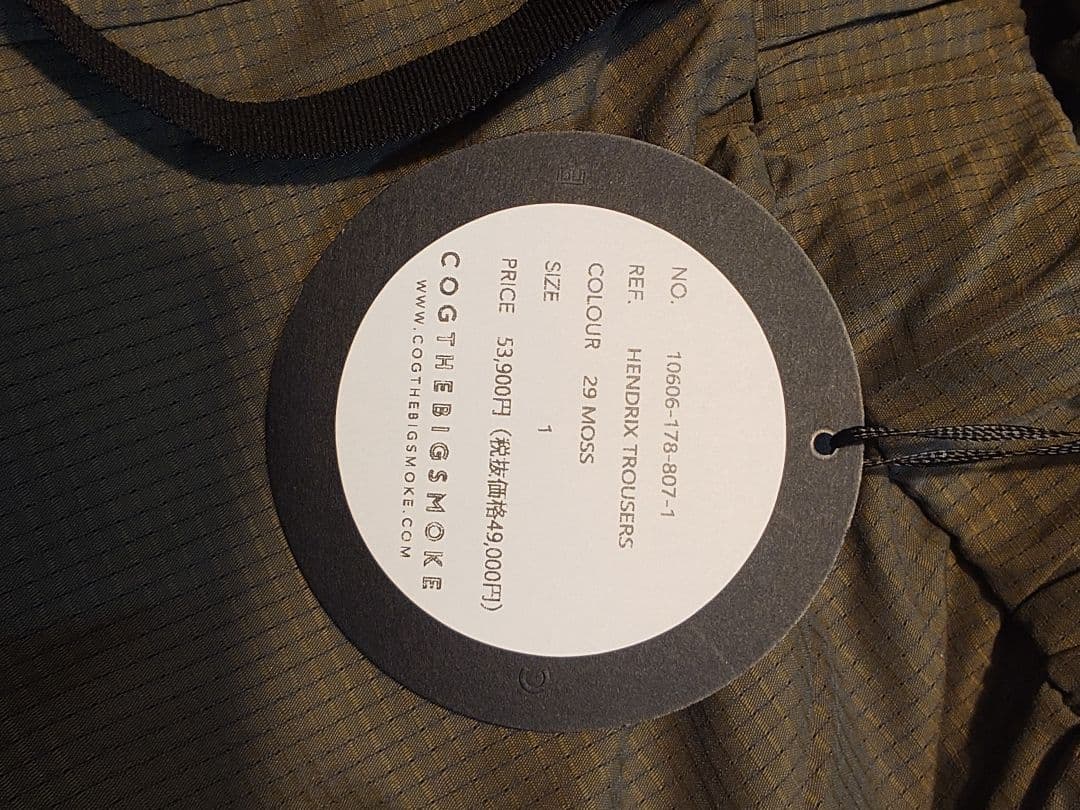 NO. 10606-178-807-1
REF. HENDRIX TROUSERS
COLOUR 29 MOSS
SIZE 1
PRICE 53,900円（税抜価格49,000円）
COGTHEBIGSMOKE
WWW.COGTHEBIGSMOKE.COM